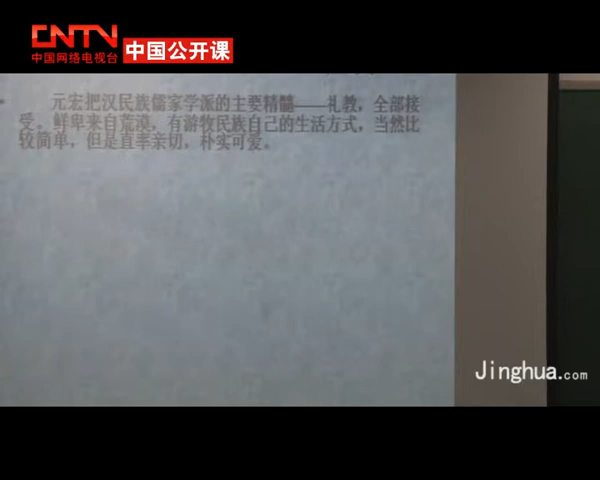 CNTV
中国网络电视台
中国公开课
元宏把汉民族儒家学派的主要精髓——礼教，全部接
受。鲜卑来自荒漠，有游牧民族自己的生活方式，当然比
较简单，但是直率亲切，朴实可爱。
Jinghua.com